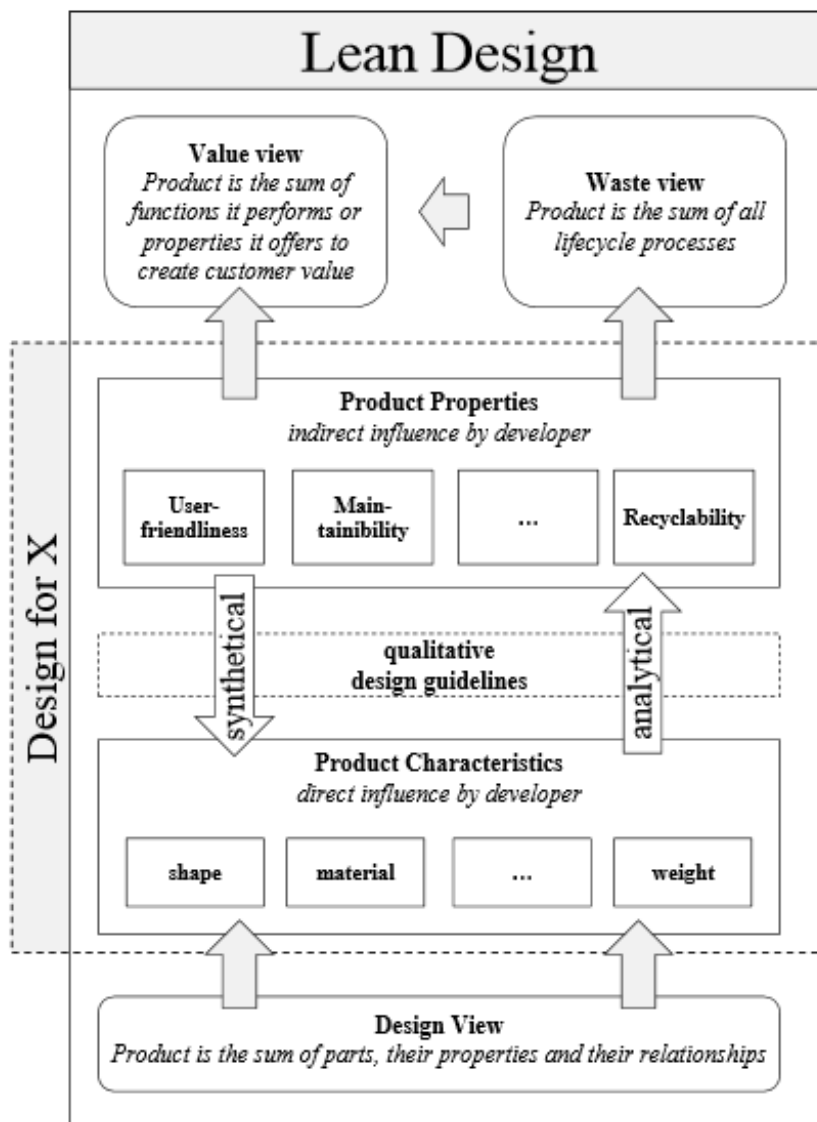 Lean Design
Value view
Product is the sum of
functions it performs or
properties it offers to
create customer value
Waste view
Product is the sum of all
lifecycle processes
Design for X
Product Properties
indirect influence by developer
User-
friendliness
Main-
tainibility
...
Recyclability
synthetical
qualitative
design guidelines
analytical
Product Characteristics
direct influence by developer
shape
material
...
weight
Design View
Product is the sum of parts, their properties and their relationships